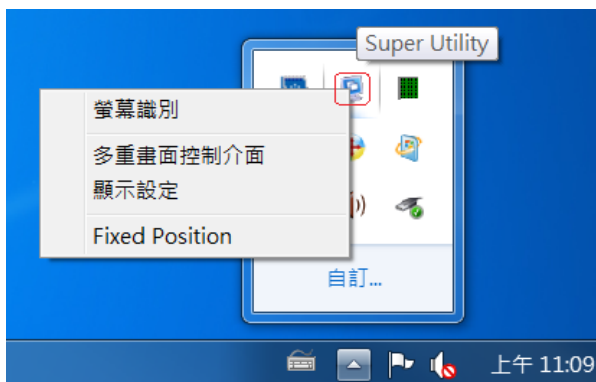 Super Utility
螢幕識別
多重畫面控制介面
顯示設定
Fixed Position
自訂...
上午 11:09